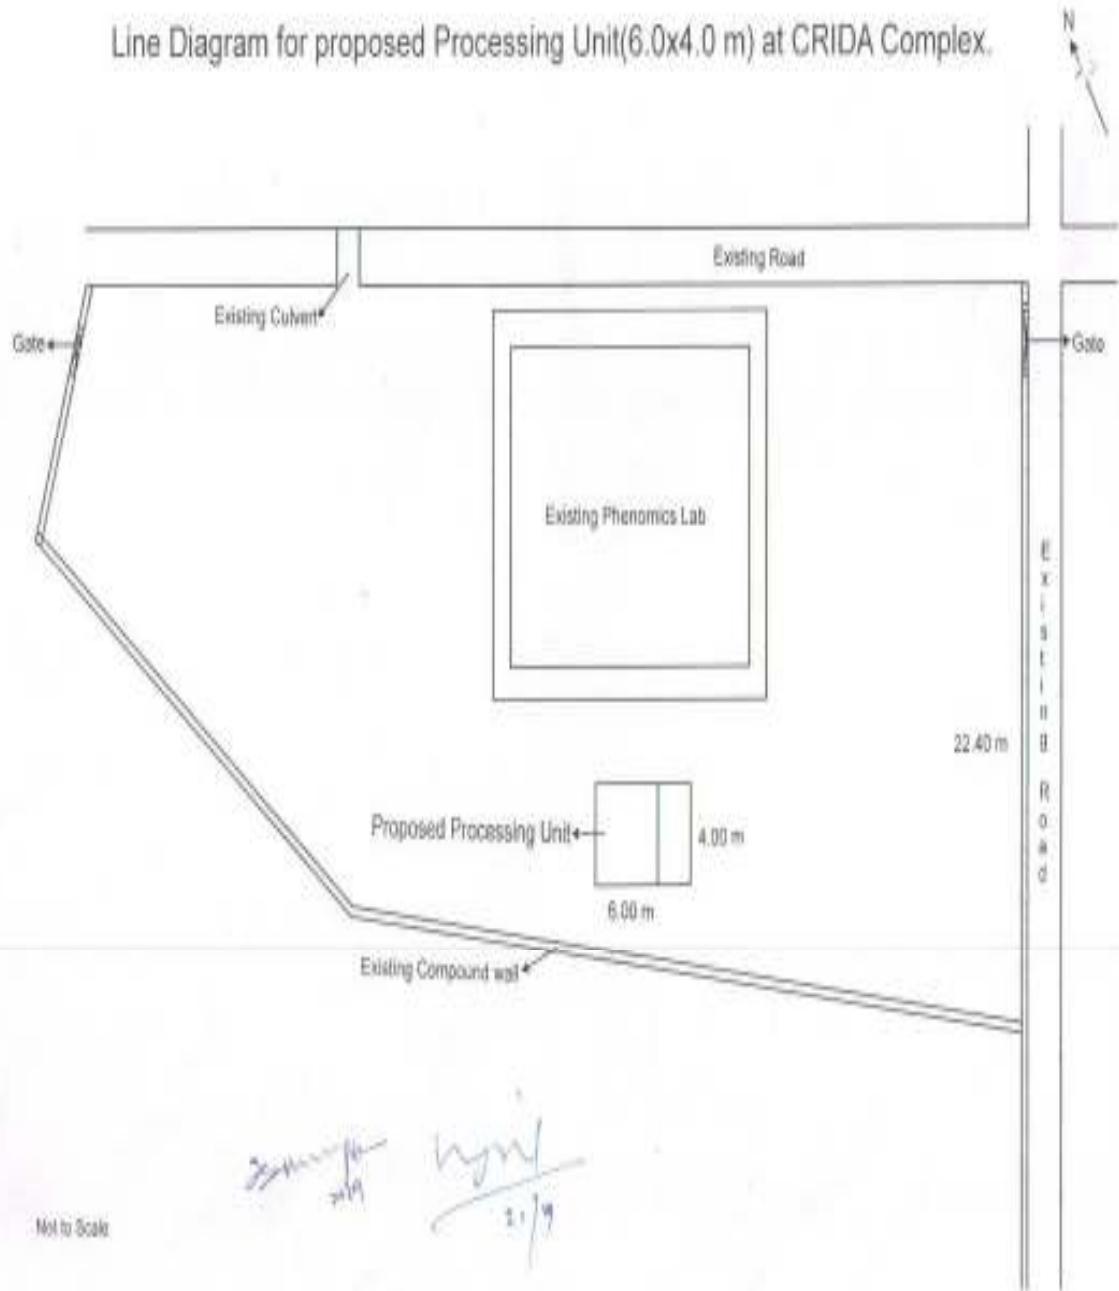 Line Diagram for proposed Processing Unit(6.0x4.0 m) at CRIDA Complex.
N
Existing Road
Existing Culvert
Gate
Gate
Existing Phenomics Lab
Existing Road
22.40 m
Proposed Processing Unit
4.00 m
6.00 m
Existing Compound wall
21/9
Not to Scale